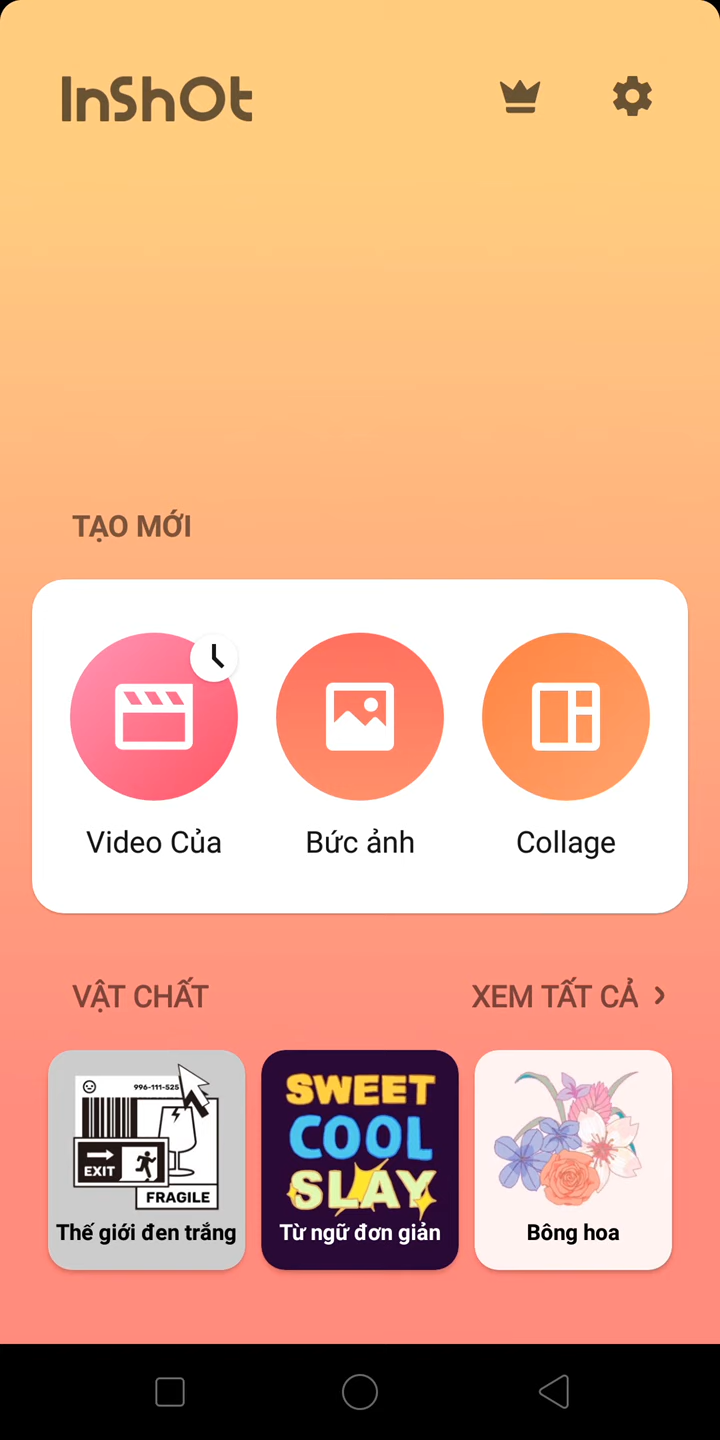 InShOt
TẠO MỚI
Video Của
Bức ảnh
Collage
VẬT CHẤT
XEM TẤT CẢ
996-111-525
EXIT
FRAGILE
Thế giới đen trắng
SWEET
COOL
SLAY
Từ ngữ đơn giản
Bông hoa